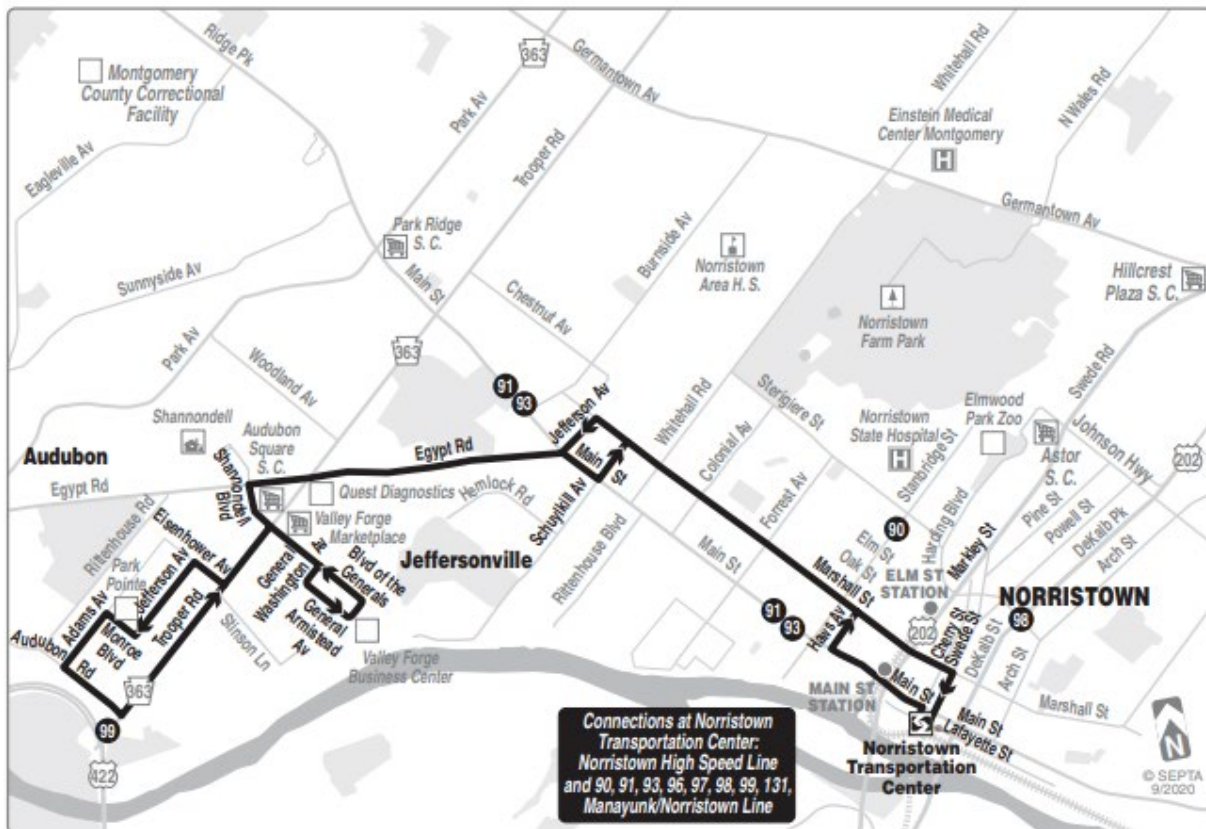 Ridge Pk
363
Germantown Av
Whitehall Rd
N Wales Rd
Montgomery
County Correctional
Facility
Park Av
Trooper Rd
Einstein Medical
Center Montgomery
H
Eagleville Av
Germantown Av
Park Ridge
S. C.
Burnside Av
Norristown
Area H. S.
Hillcrest
Plaza S. C.
Sunnyside Av
Main St
Chestnut Av
Norristown
Farm Park
Park Av
363
Woodland Av
Swede Rd
91
93
Sterigere St
Whitehall Rd
Jefferson Av
Shannondell
Audubon
Square
S. C.
Elmwood
Park Zoo
Norristown
State Hospital
H
Stanbridge St
Astor
S. C.
Johnson Hwy
202
Audubon
Egypt Rd
Egypt Rd
Main St
Colonial Av
Shannondell
Blvd
Quest Diagnostics
Hemlock Rd
Schuylkill Av
Forrest Av
Harding Blvd
Pine St
Powell St
DeKalb Pk
Arch St
Rittenhouse Rd
Eisenhower Av
Valley Forge
Marketplace
Jeffersonville
Rittenhouse Blvd
Main St
90
Elm St
Oak St
Markley St
Park
Pointe
Jefferson Av
General
Washington
Av
Blvd of the
Generals
Marshall St
ELM ST
STATION
NORRISTOWN
Adams Av
Trooper Rd
General
Armistead
Av
91
93
Haws Av
202
Cherry St
Swede St
DeKalb St
98
Audubon
Rd
Monroe
Blvd
Stinson Ln
Arch St
363
Valley Forge
Business Center
MAIN ST
STATION
Main St
Marshall St
99
Main St
Lafayette St
422
Connections at Norristown
Transportation Center:
Norristown High Speed Line
and 90, 91, 93, 96, 97, 98, 99, 131,
Manayunk/Norristown Line
Norristown
Transportation
Center
N
© SEPTA
9/2020